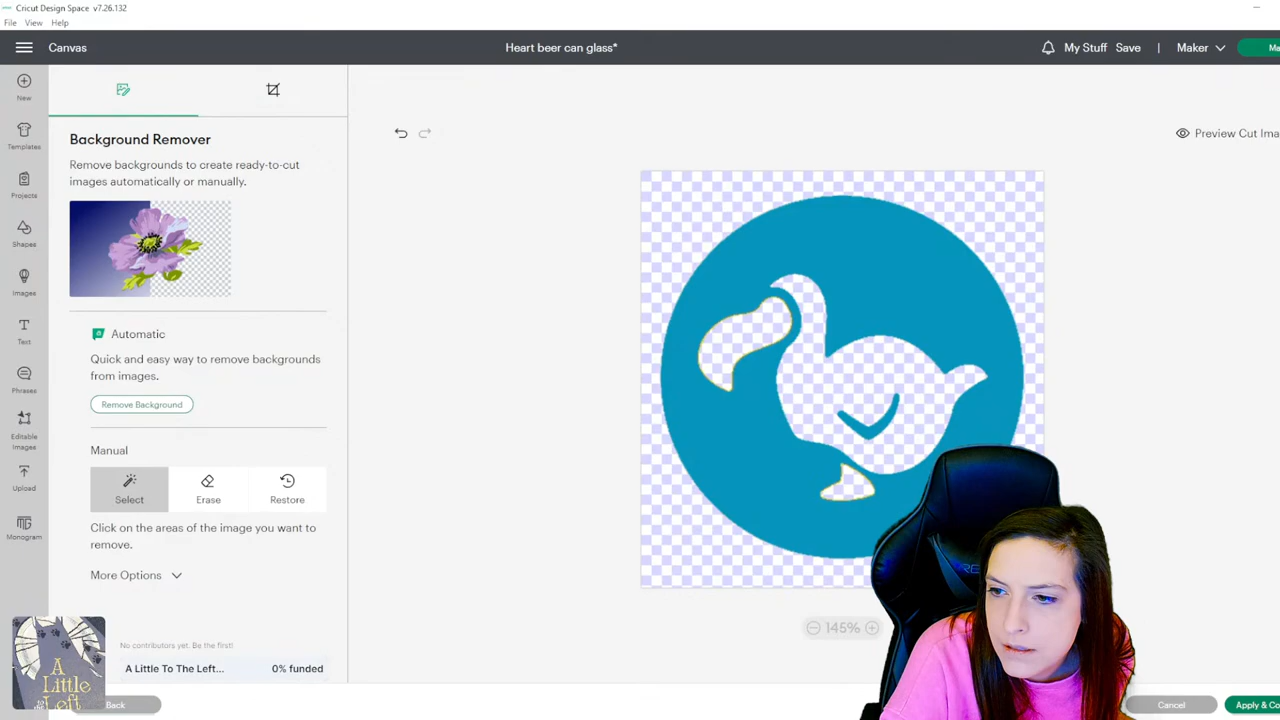 Cricut Design Space v7.26.132
File View Help
Canvas
Heart beer can glass*
My Stuff
Save
Maker
New
Templates
Projects
Shapes
Images
Text
Phrases
Editable
Images
Upload
Monogram
Background Remover
Remove backgrounds to create ready-to-cut
images automatically or manually.
Automatic
Quick and easy way to remove backgrounds
from images.
Remove Background
Manual
Select
Erase
Restore
Click on the areas of the image you want to
remove.
More Options
Preview Cut Ima
145%
A
Little
Left
No contributors yet. Be the first!
A Little To The Left...
0% funded
Back
Cancel
Apply & Co